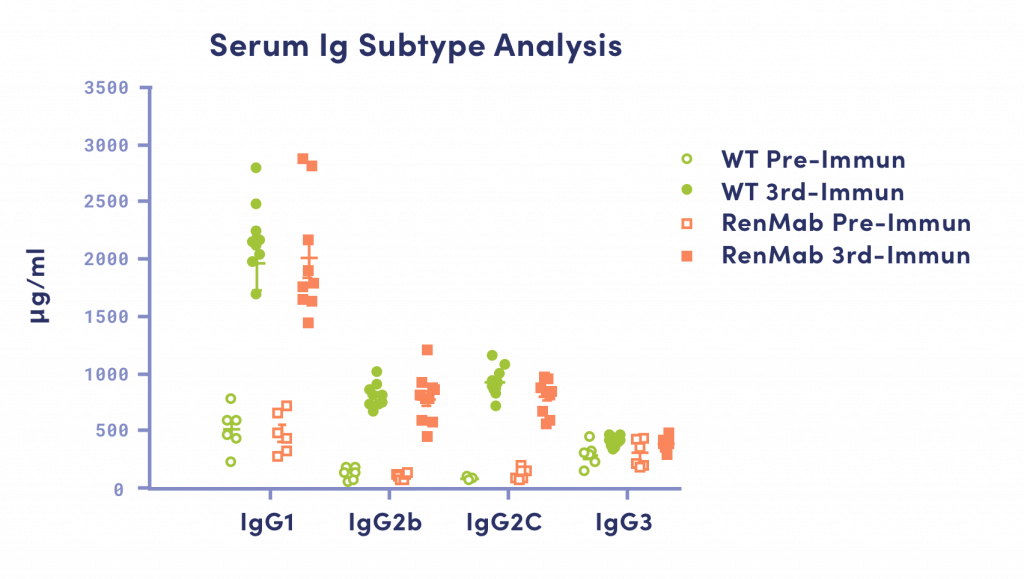 Serum Ig Subtype Analysis
3500
3000
2500
2000
1500
1000
500
0
µg/ml
IgG1
IgG2b
IgG2C
IgG3
WT Pre-Immun
WT 3rd-Immun
RenMab Pre-Immun
RenMab 3rd-Immun